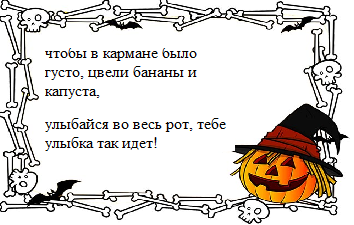 чтобы в кармане было
густо, цвели бананы и
капуста,
улыбайся во весь рот, тебе
улыбка так идет!